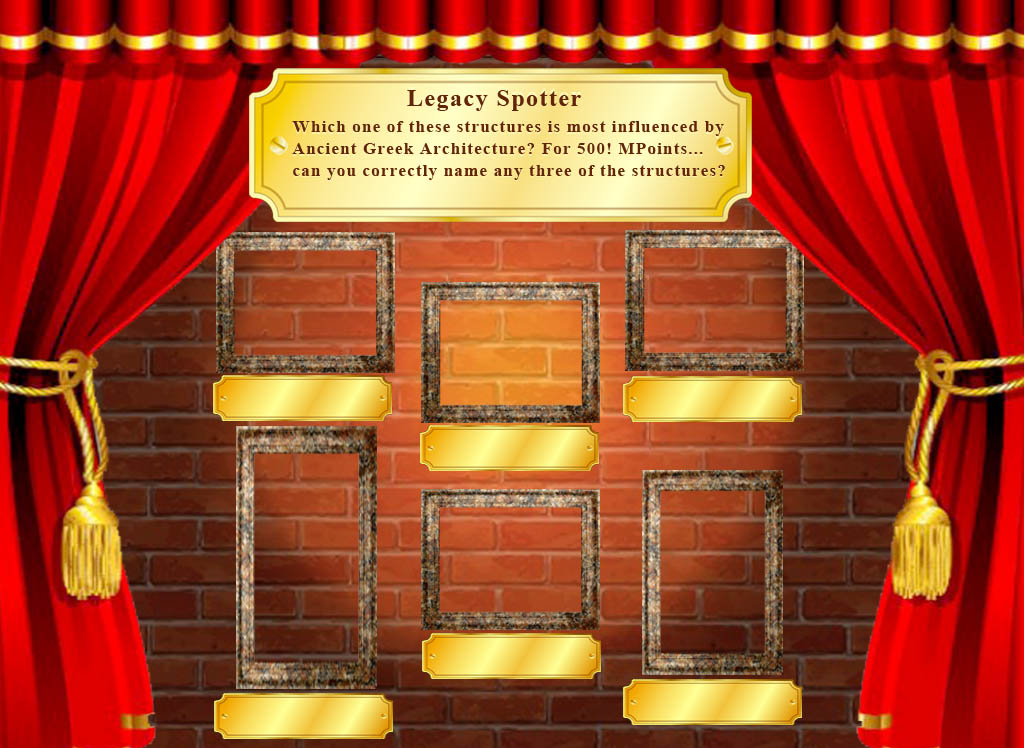 Legacy Spotter
Which one of these structures is most influenced by
Ancient Greek Architecture? For 500! MPoints...
can you correctly name any three of the structures?